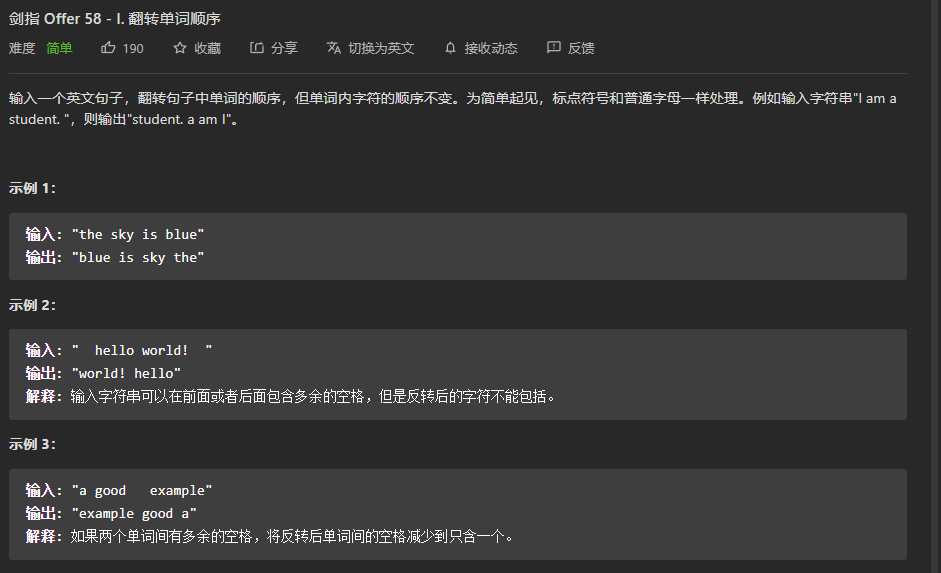 剑指 Offer 58 - I. 翻转单词顺序
难度 简单 190 收藏 分享 切换为英文 接收动态 反馈
输入一个英文句子，翻转句子中单词的顺序，但单词内字符的顺序不变。为简单起见，标点符号和普通字母一样处理。例如输入字符串"I am a
student. "，则输出"student. a am I"。
示例 1：
输入: "the sky is blue"
输出: "blue is sky the"
示例 2：
输入: "  hello world!  "
输出: "world! hello"
解释: 输入字符串可以在前面或者后面包含多余的空格，但是反转后的字符不能包括。
示例 3：
输入: "a good   example"
输出: "example good a"
解释: 如果两个单词间有多余的空格，将反转后单词间的空格减少到只含一个。